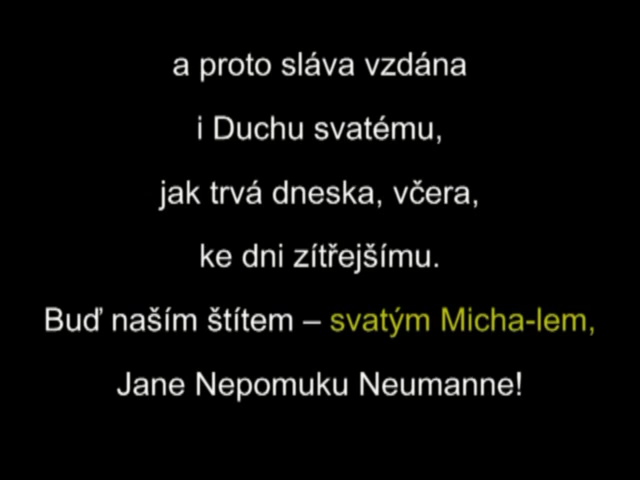 a proto sláva vzdána
i Duchu svatému,
jak trvá dneska, včera,
ke dni zítřejšímu.
Buď naším štítem – svatým Micha-lem,
Jane Nepomuku Neumanne!